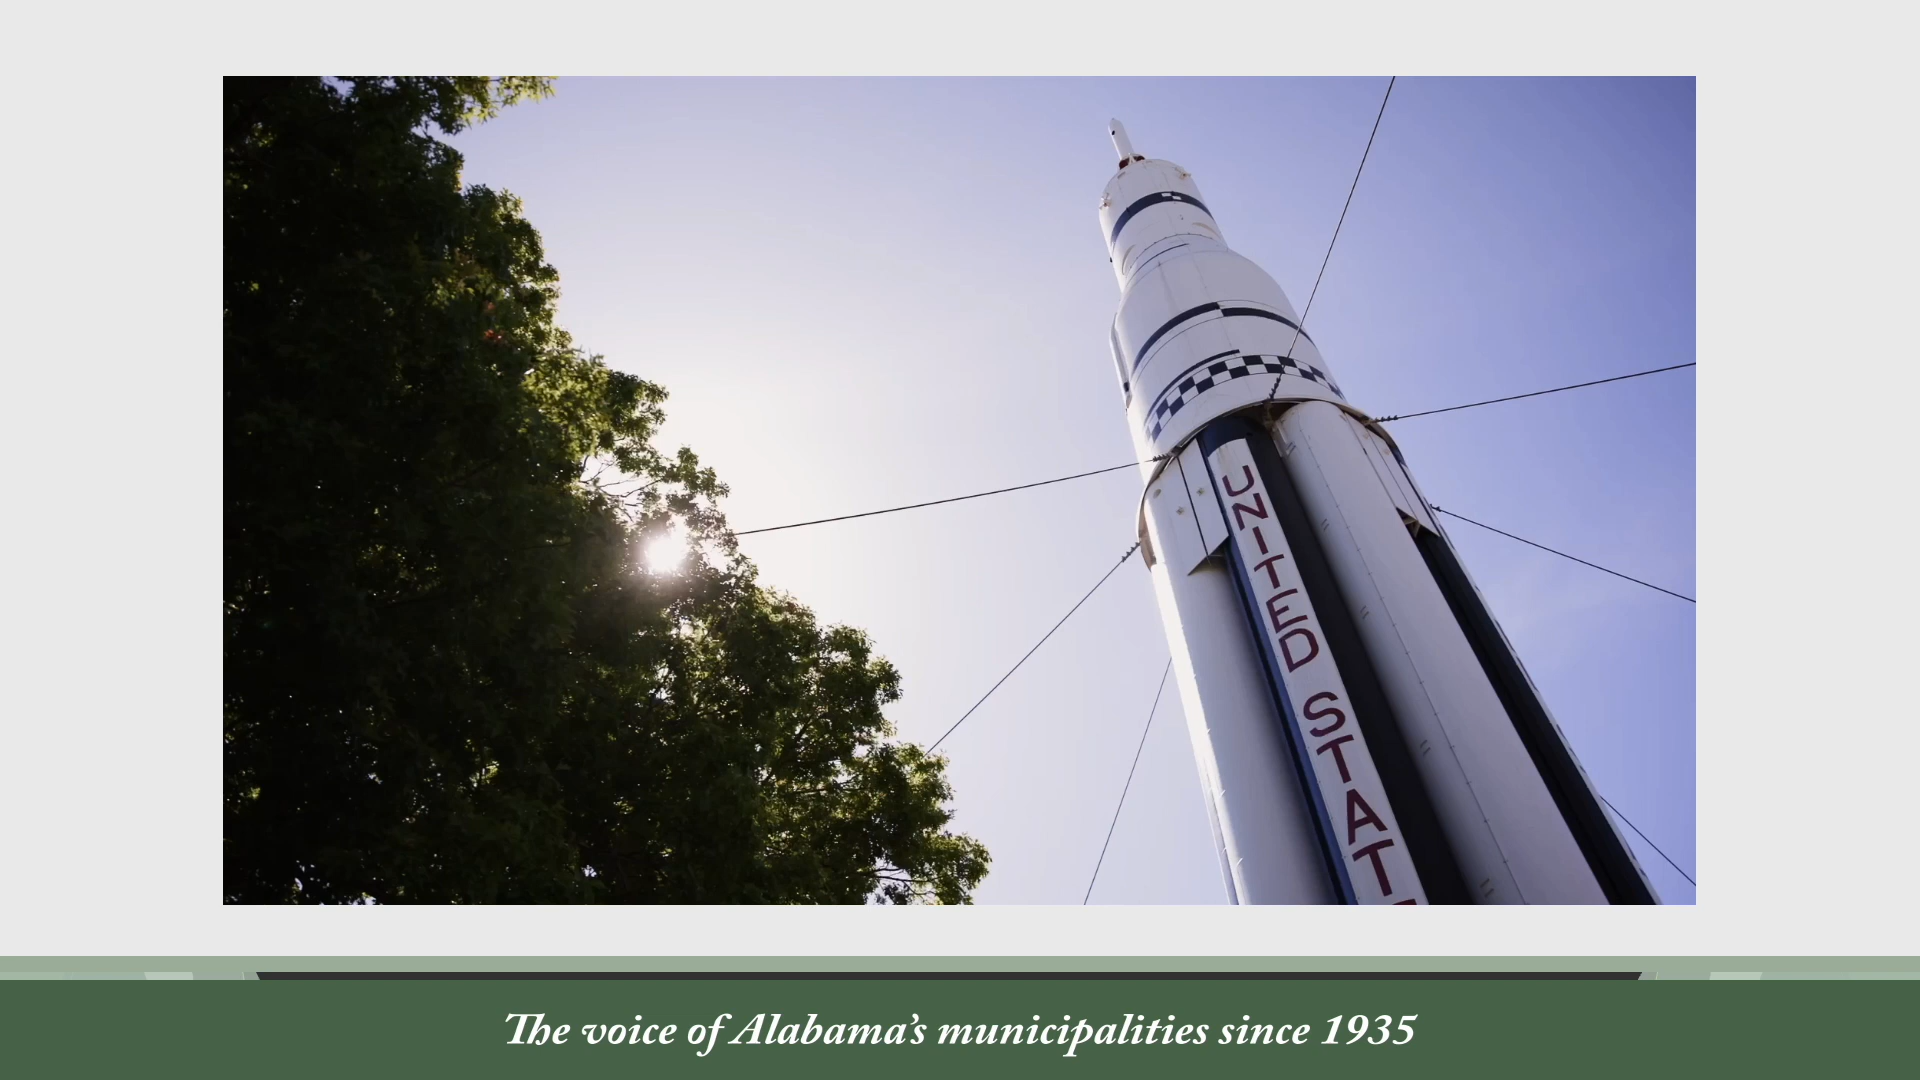 UNITED STAT
The voice of Alabama’s municipalities since 1935